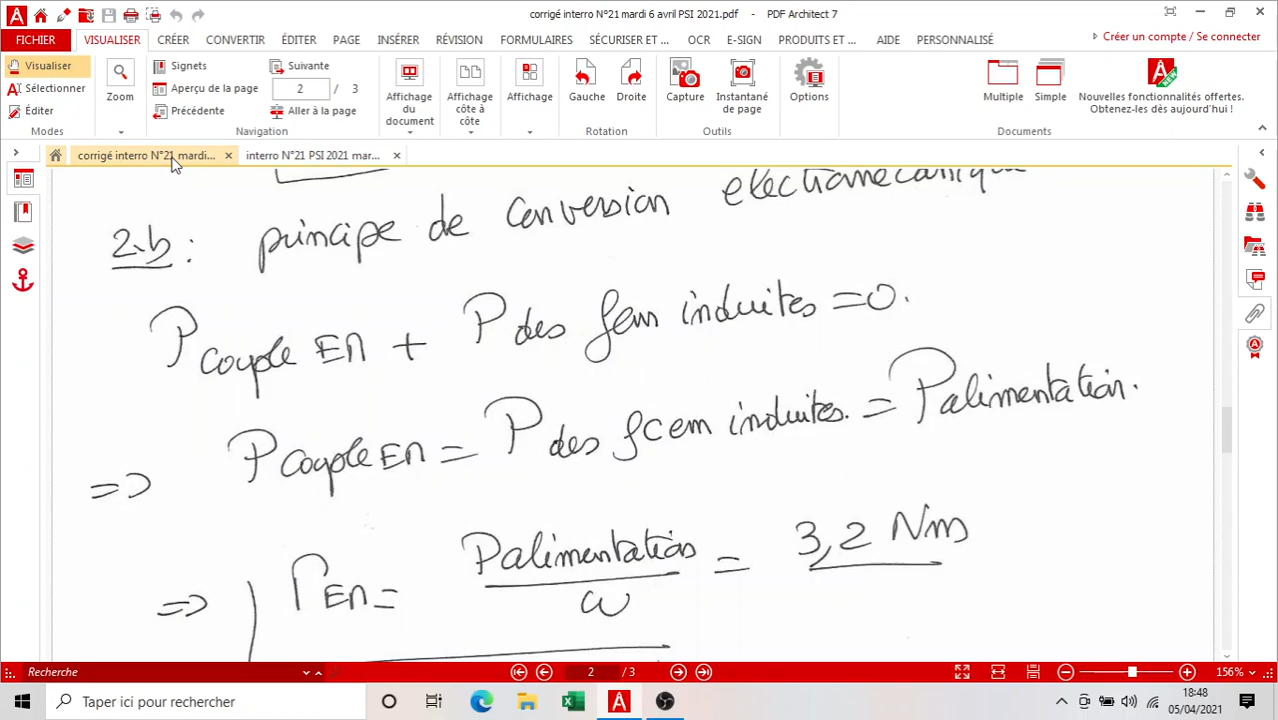 corrigé interro N°21 mardi 6 avril PSI 2021.pdf - PDF Architect 7
FICHIER VISUALISER CRÉER CONVERTIR ÉDITER PAGE INSÉRER RÉVISION FORMULAIRES SÉCURISER ET ... OCR E-SIGN PRODUITS ET ... AIDE PERSONNALISÉ Créer un compte / Se connecter
Visualiser
Sélectionner
Éditer
Modes
Zoom
Signets
Aperçu de la page
Précédente
Suivante
2 / 3
Aller à la page
Navigation
Affichage du document
Affichage côte à côte
Affichage
Gauche
Droite
Rotation
Capture
Instantané de page
Outils
Options
Multiple
Simple
Documents
Nouvelles fonctionnalités offertes.
Obtenez-les dès aujourd'hui !
corrigé interro N°21 mardi...
interro N°21 PSI 2021 mar...
2.b : principe de conversion électromécanique
P couple EM + P des fem induites = 0.
=> P couple EM = P des fcem induites. = P alimentation.
=> Γ EM = P alimentation / ω = 3,2 Nm
Recherche
2 / 3
156%
Taper ici pour rechercher
18:48
05/04/2021